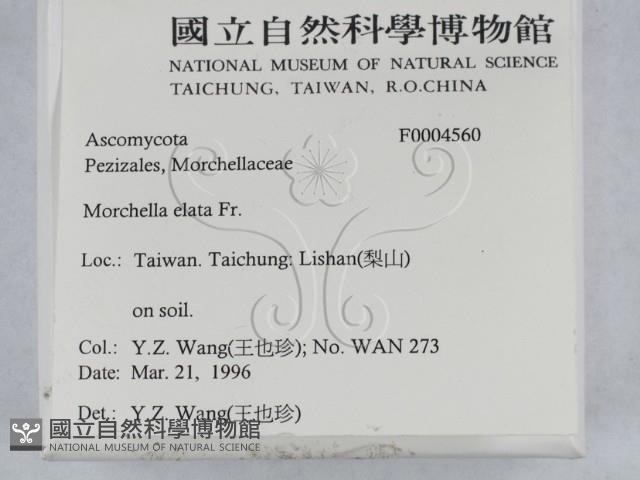 國立自然科學博物館
NATIONAL MUSEUM OF NATURAL SCIENCE
TAICHUNG, TAIWAN, R.O.CHINA
Ascomycota F0004560
Pezizales, Morchellaceae
Morchella elata Fr.
Loc.: Taiwan. Taichung: Lishan(梨山)
on soil.
Col.: Y.Z. Wang(王也珍); No. WAN 273
Date: Mar. 21, 1996
Det.: Y.Z. Wang(王也珍)
國立自然科學博物館
NATIONAL MUSEUM OF NATURAL SCIENCE